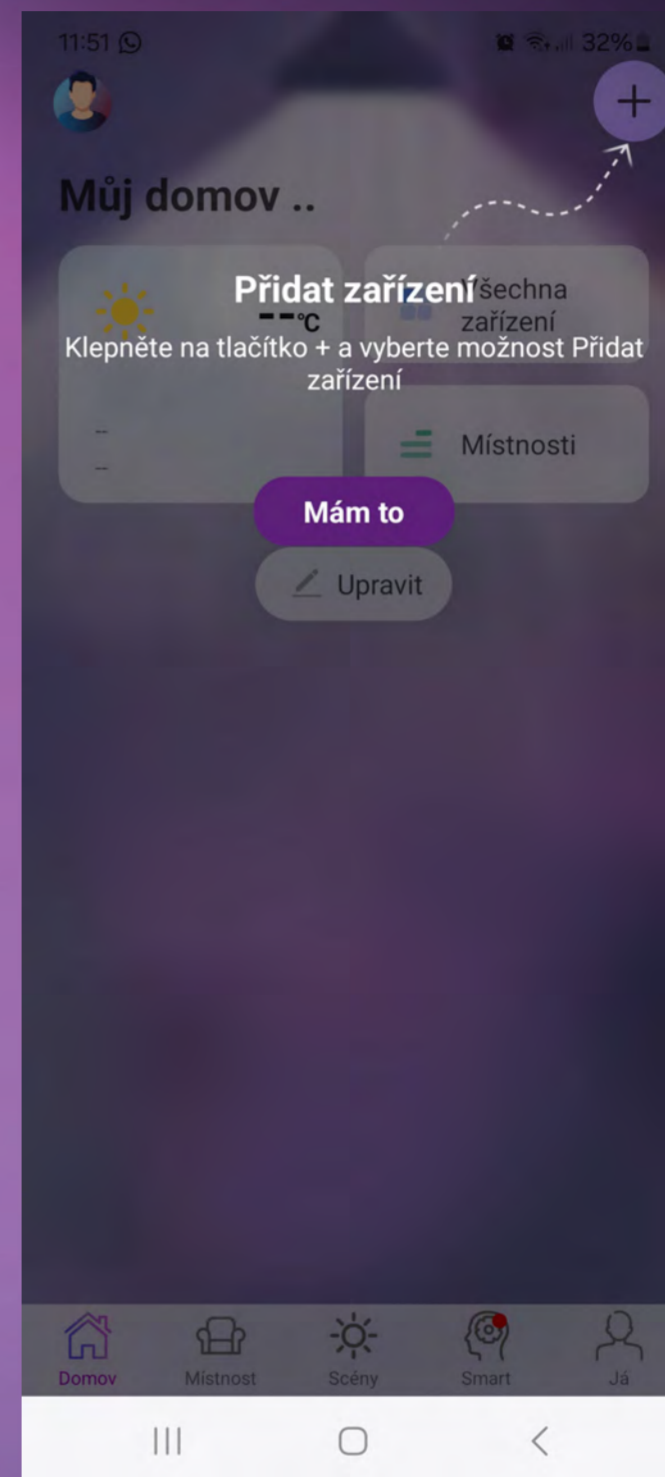 11:51
32%
Můj domov ..
Přidat zařízení
Všechna
zařízení
--°C
Klepněte na tlačítko + a vyberte možnost Přidat
zařízení
--
--
Místnosti
Mám to
Upravit
Domov
Místnost
Scény
Smart
Já